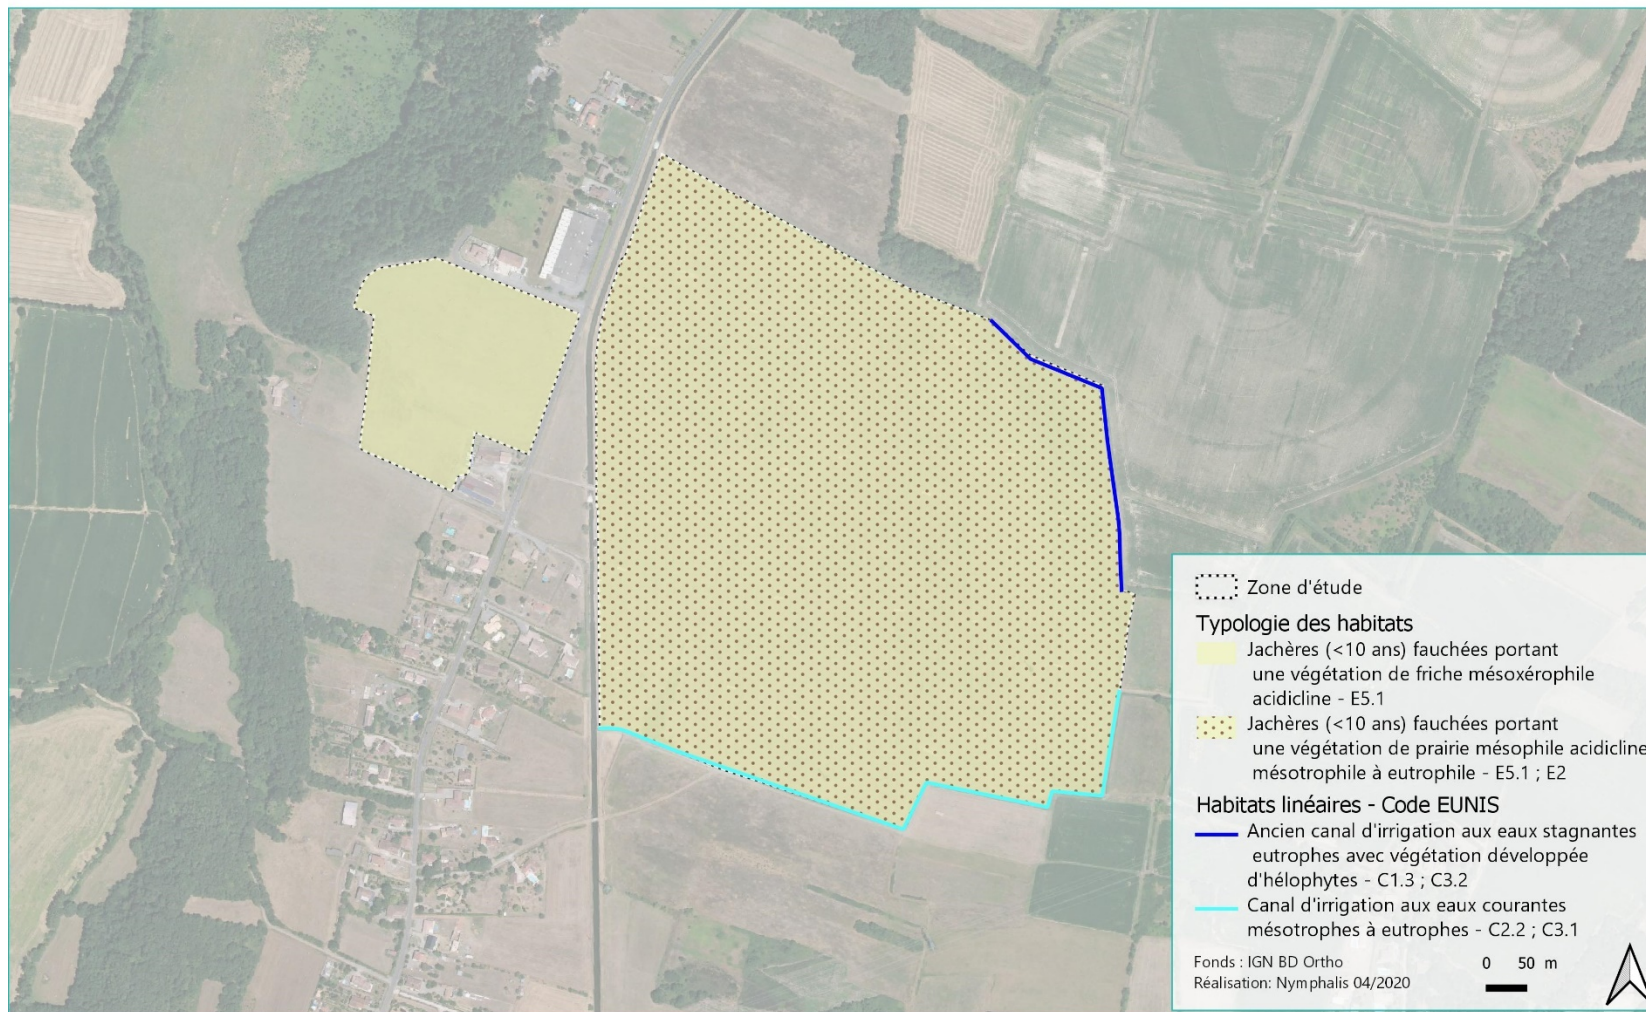 Zone d'étude
Typologie des habitats
Jachères (<10 ans) fauchées portant
une végétation de friche mésoxérophile
acidicline - E5.1
Jachères (<10 ans) fauchées portant
une végétation de prairie mésophile acidicline
mésotrophile à eutrophile - E5.1 ; E2
Habitats linéaires - Code EUNIS
Ancien canal d'irrigation aux eaux stagnantes
eutrophes avec végétation développée
d'hélophytes - C1.3 ; C3.2
Canal d'irrigation aux eaux courantes
mésotrophes à eutrophes - C2.2 ; C3.1
Fonds : IGN BD Ortho
Réalisation: Nymphalis 04/2020
0 50 m